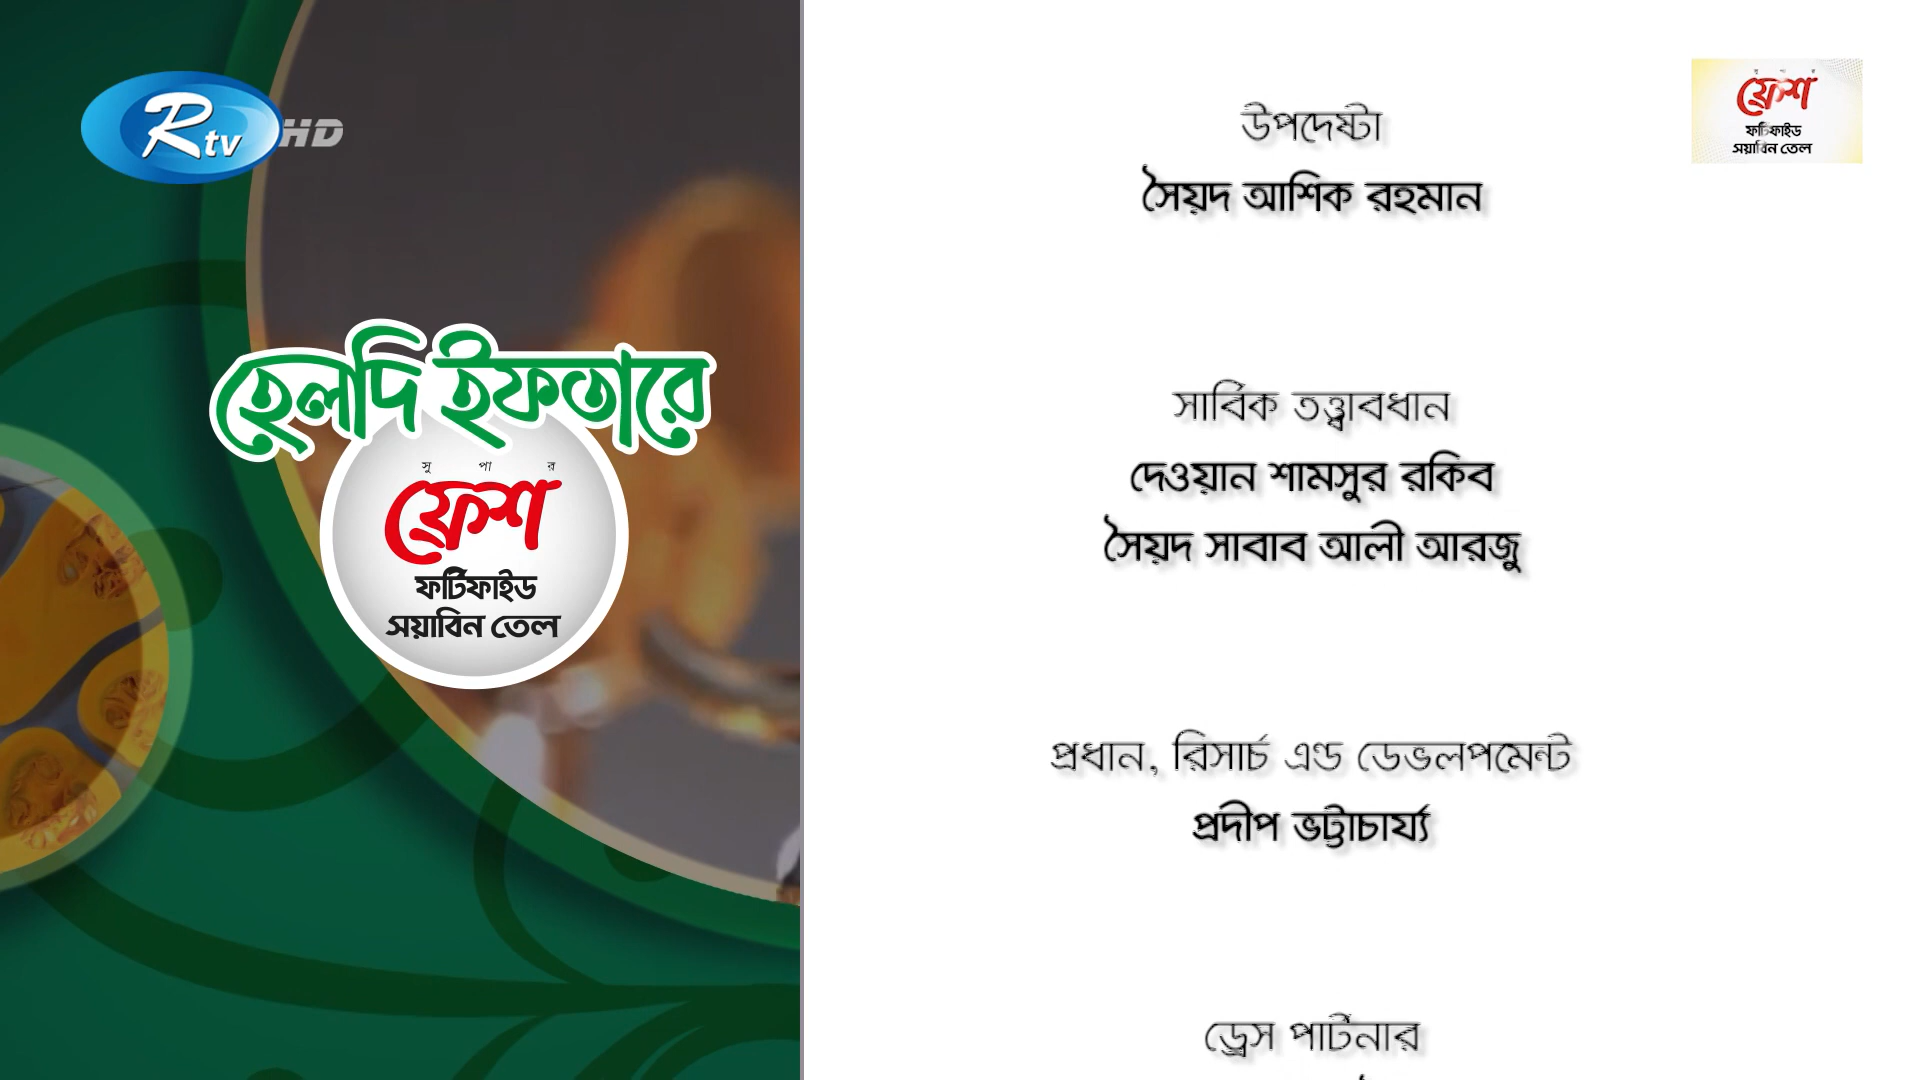 Rtv HD
হেলদি ইফতারে
সুপার
ফ্রেশ
ফর্টিফাইড
সয়াবিন তেল
উপদেষ্টা
সৈয়দ আশিক রহমান
সার্বিক তত্ত্বাবধান
দেওয়ান শামসুর রকিব
সৈয়দ সাবাব আলী আরজু
প্রধান, রিসার্চ এণ্ড ডেভলপমেন্ট
প্রদীপ ভট্টাচার্য্য
ড্রেস পার্টনার
সুপার
ফ্রেশ
ফর্টিফাইড
সয়াবিন তেল